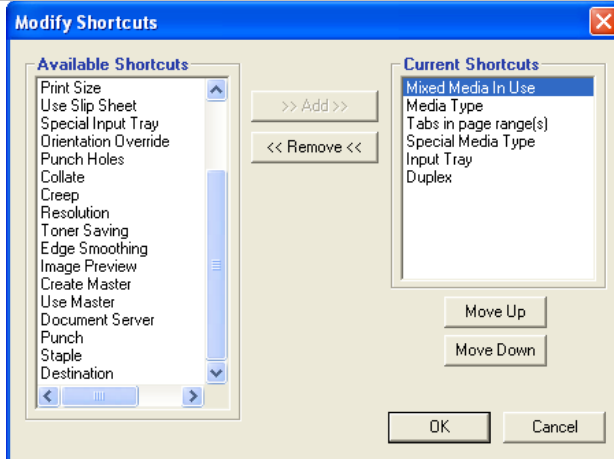 Modify Shortcuts
Available Shortcuts
Print Size
Use Slip Sheet
Special Input Tray
Orientation Override
Punch Holes
Collate
Creep
Resolution
Toner Saving
Edge Smoothing
Image Preview
Create Master
Use Master
Document Server
Punch
Staple
Destination
>> Add >>
<< Remove <<
Current Shortcuts
Mixed Media In Use
Media Type
Tabs in page range(s)
Special Media Type
Input Tray
Duplex
Move Up
Move Down
OK
Cancel